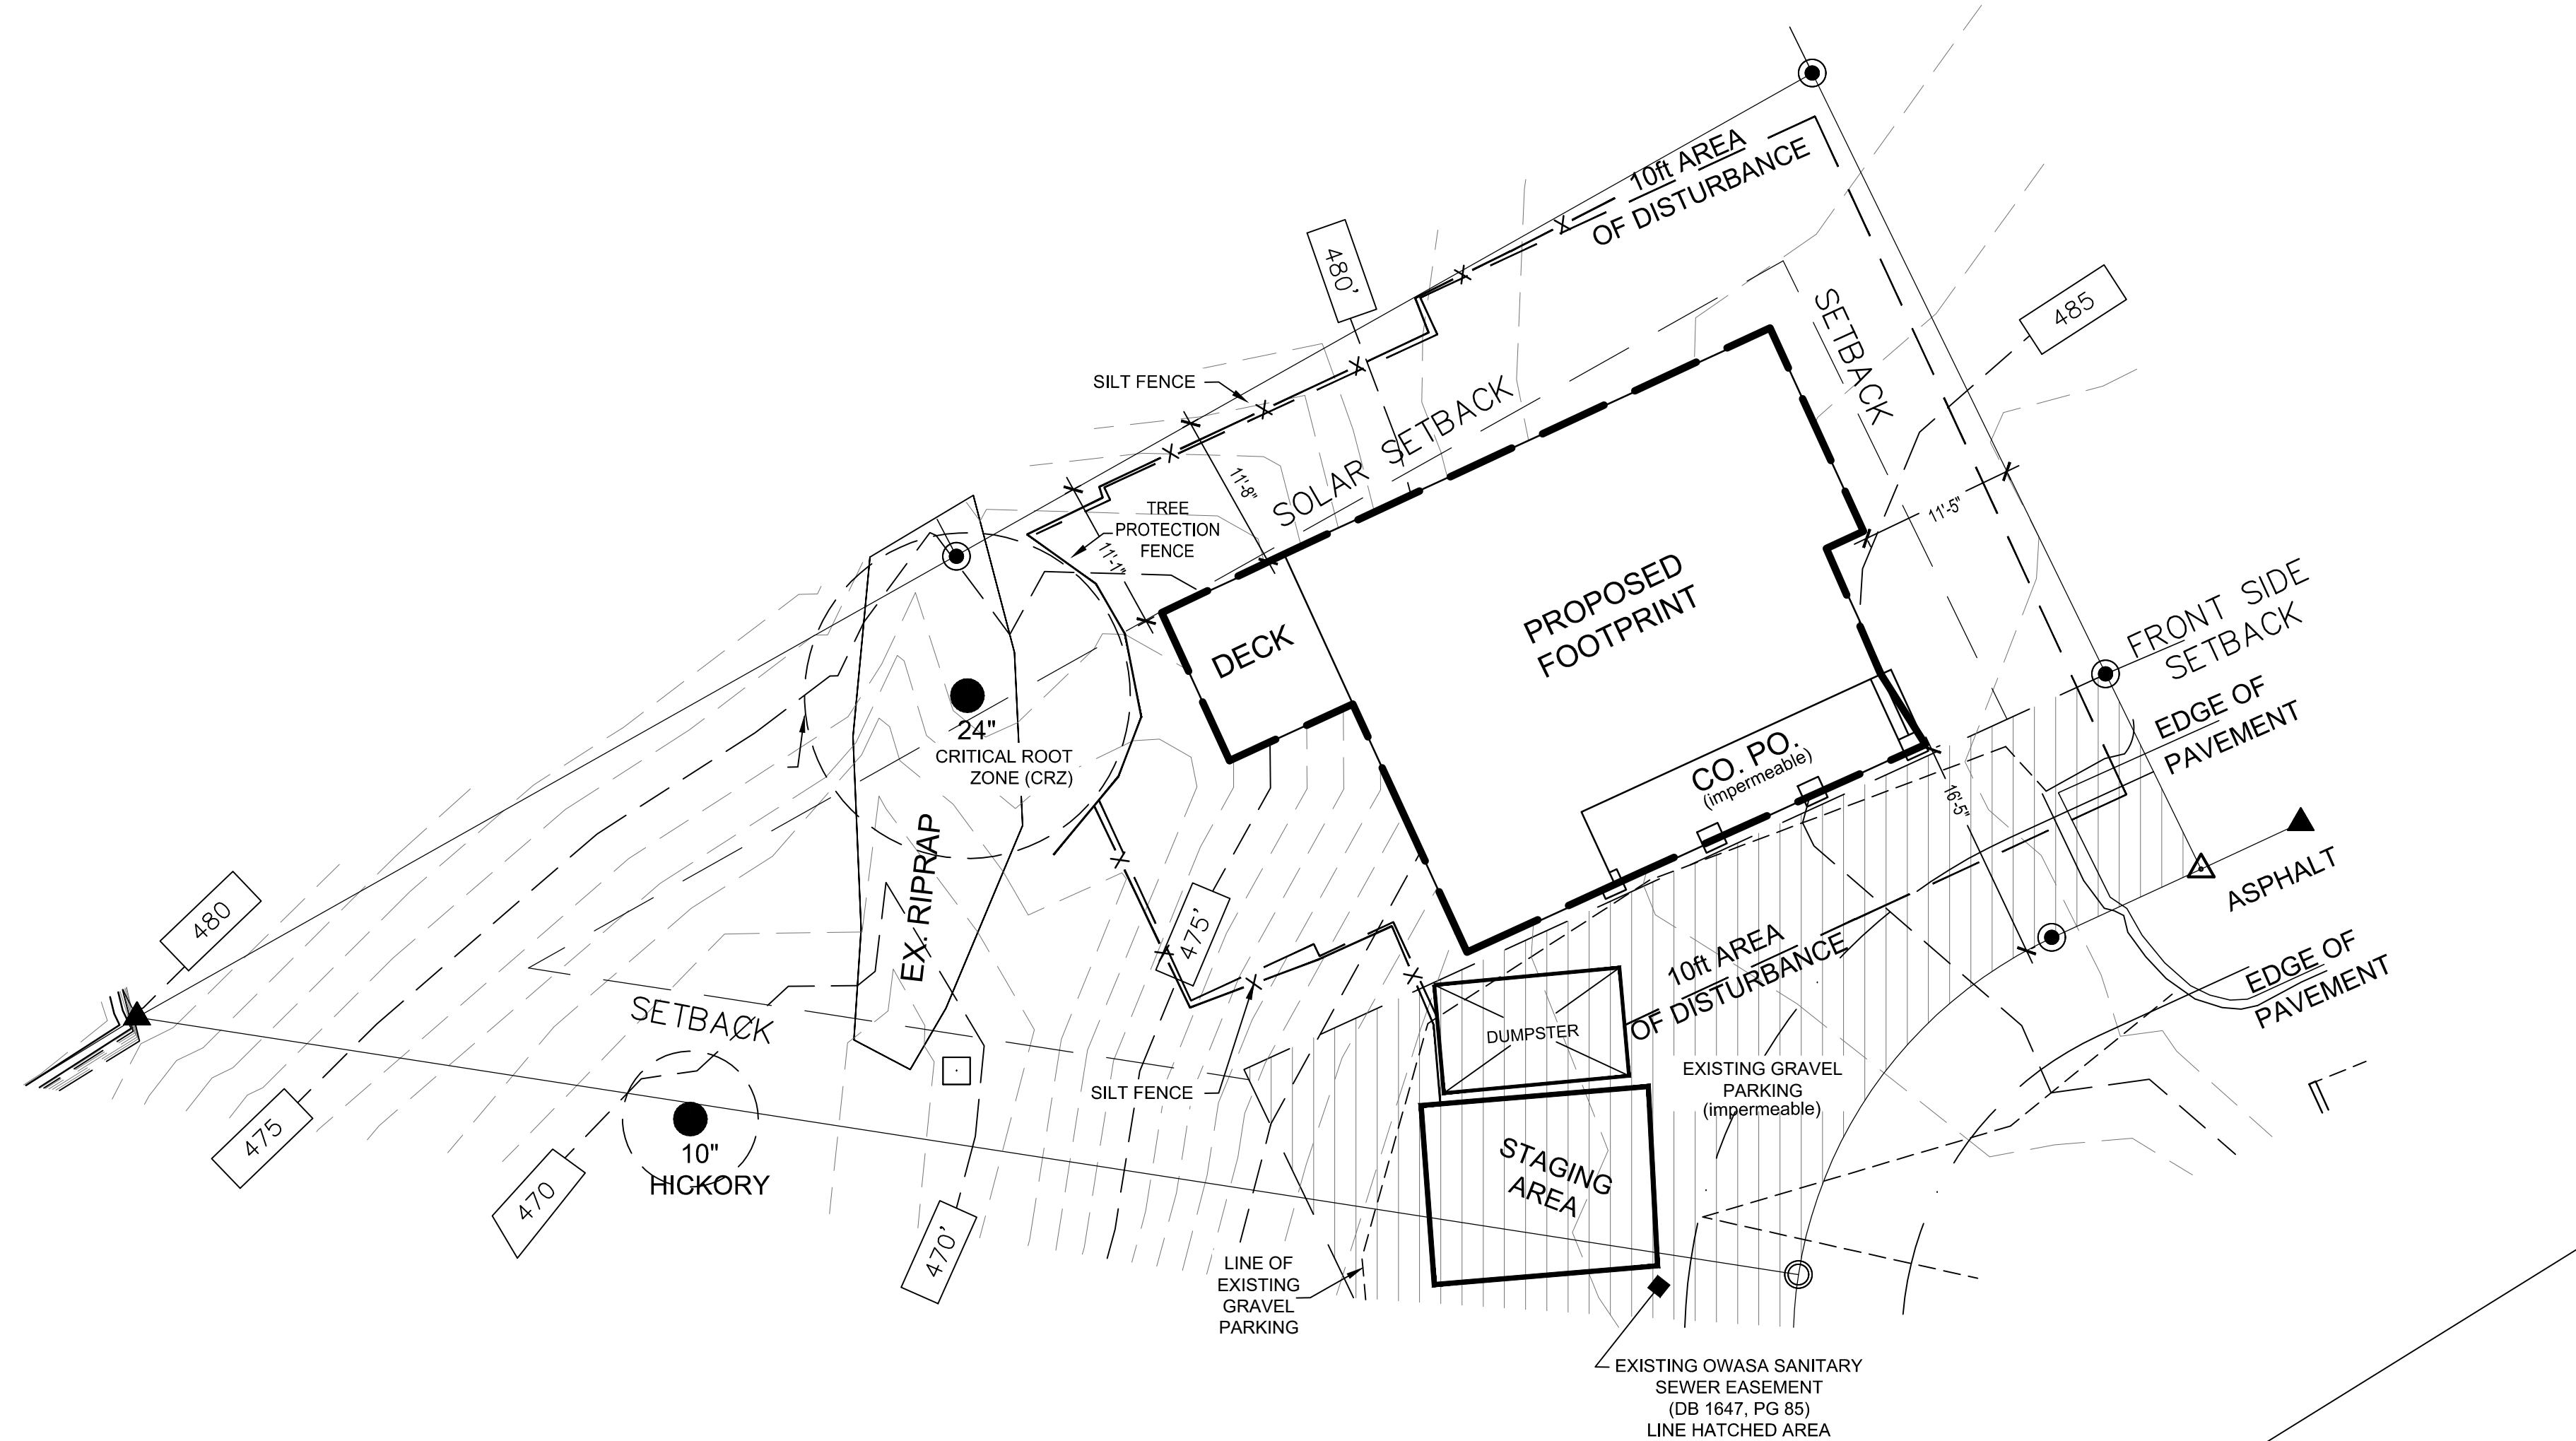 10ft AREA
OF DISTURBANCE
480'
SETBACK
485
SILT FENCE
SOLAR SETBACK
11'-8"
TREE
PROTECTION
FENCE
11'-1"
11'-5"
PROPOSED
FOOTPRINT
FRONT SIDE
SETBACK
DECK
EDGE OF
PAVEMENT
24"
CRITICAL ROOT
ZONE (CRZ)
CO. PO.
(impermeable)
16'-5"
EX. RIPRAP
480
475'
ASPHALT
10ft AREA
OF DISTURBANCE
EDGE OF
PAVEMENT
SETBACK
DUMPSTER
SILT FENCE
EXISTING GRAVEL
PARKING
(impermeable)
475
10"
HICKORY
470
STAGING
AREA
470'
LINE OF
EXISTING
GRAVEL
PARKING
EXISTING OWASA SANITARY
SEWER EASEMENT
(DB 1647, PG 85)
LINE HATCHED AREA